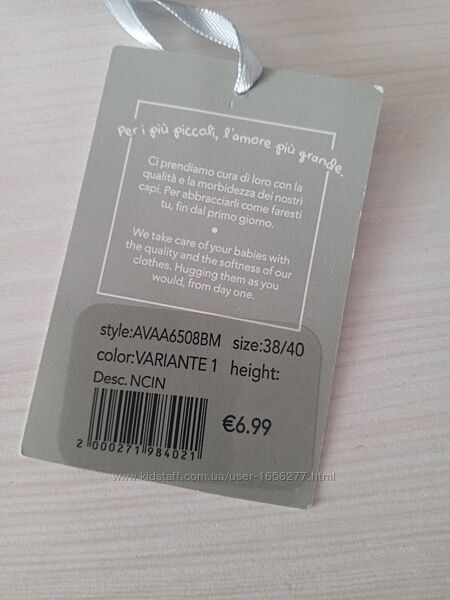 Per i più piccoli, l'amore più grande.
Ci prendiamo cura di loro con la
qualità e la morbidezza dei nostri
capi. Per abbracciarli come faresti
tu, fin dal primo giorno.
We take care of your babies with
the quality and the softness of our
clothes. Hugging them as you
would, from day one.
style:AVAA6508BM size:38/40
color:VARIANTE 1 height:
Desc. NCIN
€6.99
2 000271 984021
www.kidstaff.com.ua/user-1656277.html